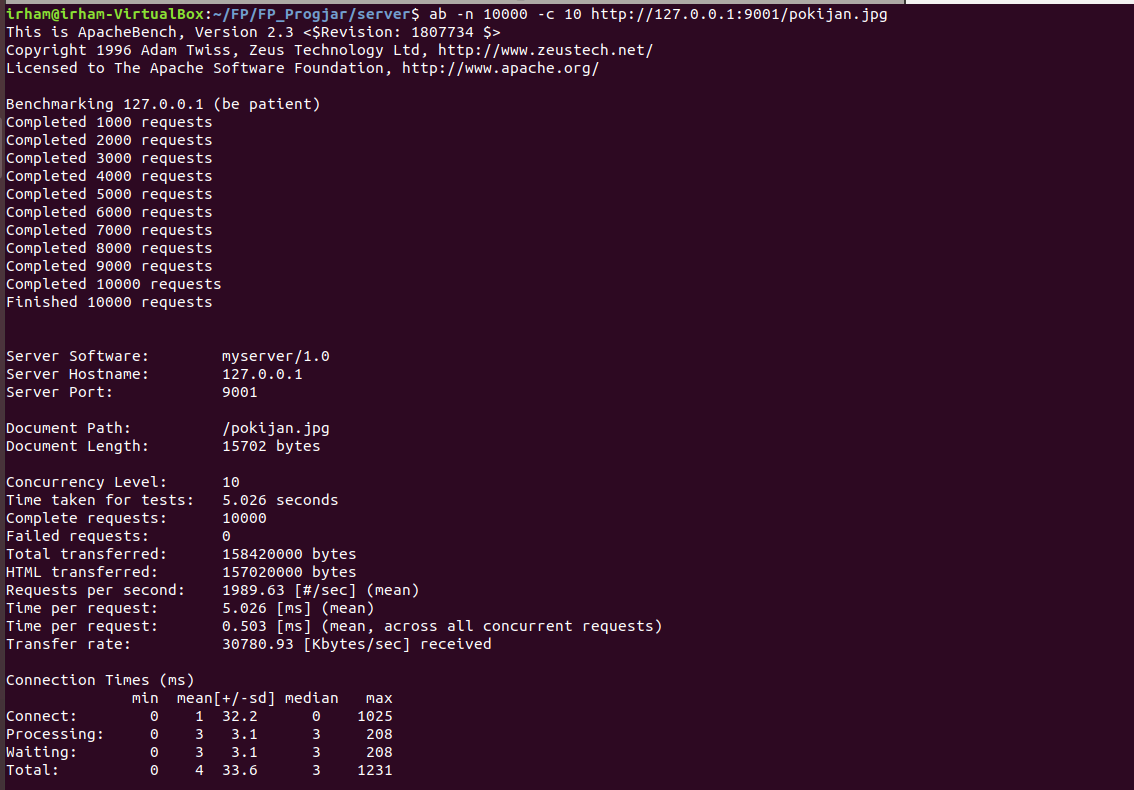 irham@irham-VirtualBox:~/FP/FP_Progjar/server$ ab -n 10000 -c 10 http://127.0.0.1:9001/pokijan.jpg
This is ApacheBench, Version 2.3 <$Revision: 1807734 $>
Copyright 1996 Adam Twiss, Zeus Technology Ltd, http://www.zeustech.net/
Licensed to The Apache Software Foundation, http://www.apache.org/

Benchmarking 127.0.0.1 (be patient)
Completed 1000 requests
Completed 2000 requests
Completed 3000 requests
Completed 4000 requests
Completed 5000 requests
Completed 6000 requests
Completed 7000 requests
Completed 8000 requests
Completed 9000 requests
Completed 10000 requests
Finished 10000 requests


Server Software:        myserver/1.0
Server Hostname:        127.0.0.1
Server Port:            9001

Document Path:          /pokijan.jpg
Document Length:        15702 bytes

Concurrency Level:      10
Time taken for tests:   5.026 seconds
Complete requests:      10000
Failed requests:        0
Total transferred:      158420000 bytes
HTML transferred:       157020000 bytes
Requests per second:    1989.63 [#/sec] (mean)
Time per request:       5.026 [ms] (mean)
Time per request:       0.503 [ms] (mean, across all concurrent requests)
Transfer rate:          30780.93 [Kbytes/sec] received

Connection Times (ms)
              min  mean[+/-sd] median   max
Connect:        0    1  32.2      0    1025
Processing:     0    3   3.1      3     208
Waiting:        0    3   3.1      3     208
Total:          0    4  33.6      3    1231